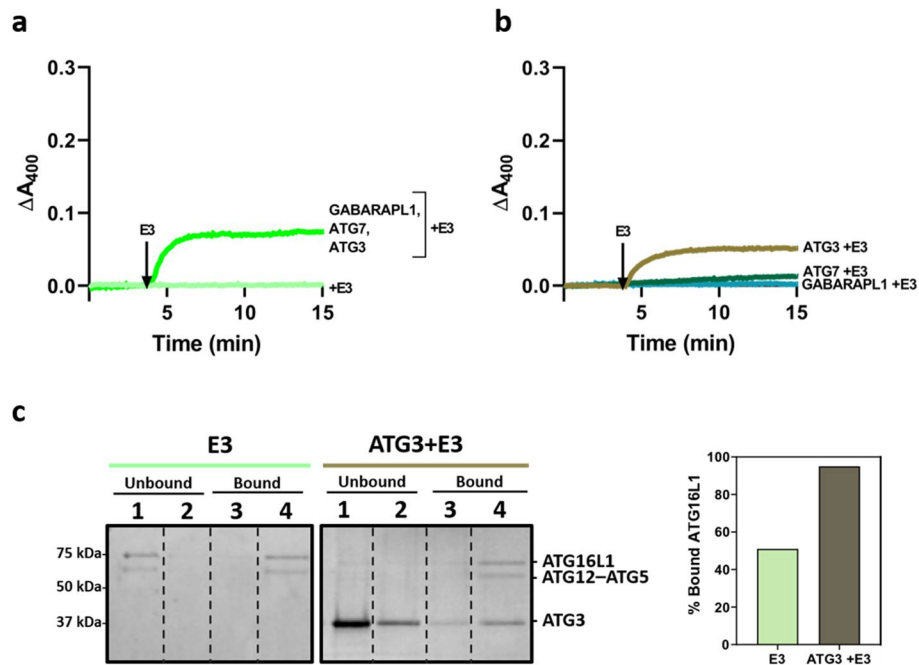 a
0.3
0.2
0.1
0.0
ΔA400
E3
GABARAPL1,
ATG7,
ATG3
+E3
+E3
5
10
15
Time (min)
b
0.3
0.2
0.1
0.0
ΔA400
E3
ATG3 +E3
ATG7 +E3
GABARAPL1 +E3
5
10
15
Time (min)
c
E3
ATG3+E3
Unbound
Bound
Unbound
Bound
1 2 3 4
1 2 3 4
75 kDa
50 kDa
37 kDa
ATG16L1
ATG12–ATG5
ATG3
% Bound ATG16L1
100
80
60
40
20
0
E3
ATG3 +E3